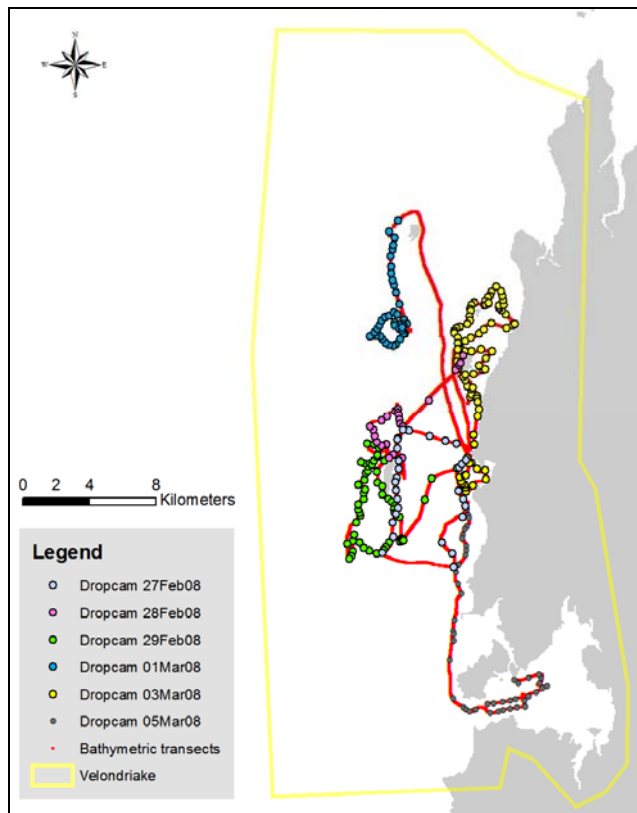 N
W
E
S
0 2 4 8
Kilometers
Legend
Dropcam 27Feb08
Dropcam 28Feb08
Dropcam 29Feb08
Dropcam 01Mar08
Dropcam 03Mar08
Dropcam 05Mar08
Bathymetric transects
Velondriake